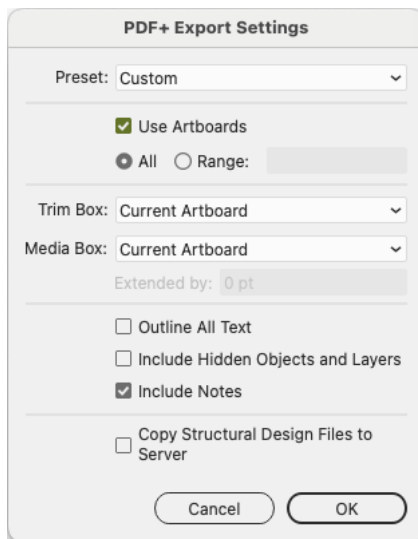 PDF+ Export Settings
Preset: Custom
Use Artboards
All Range:
Trim Box: Current Artboard
Media Box: Current Artboard
Extended by: 0 pt
Outline All Text
Include Hidden Objects and Layers
Include Notes
Copy Structural Design Files to
Server
Cancel OK